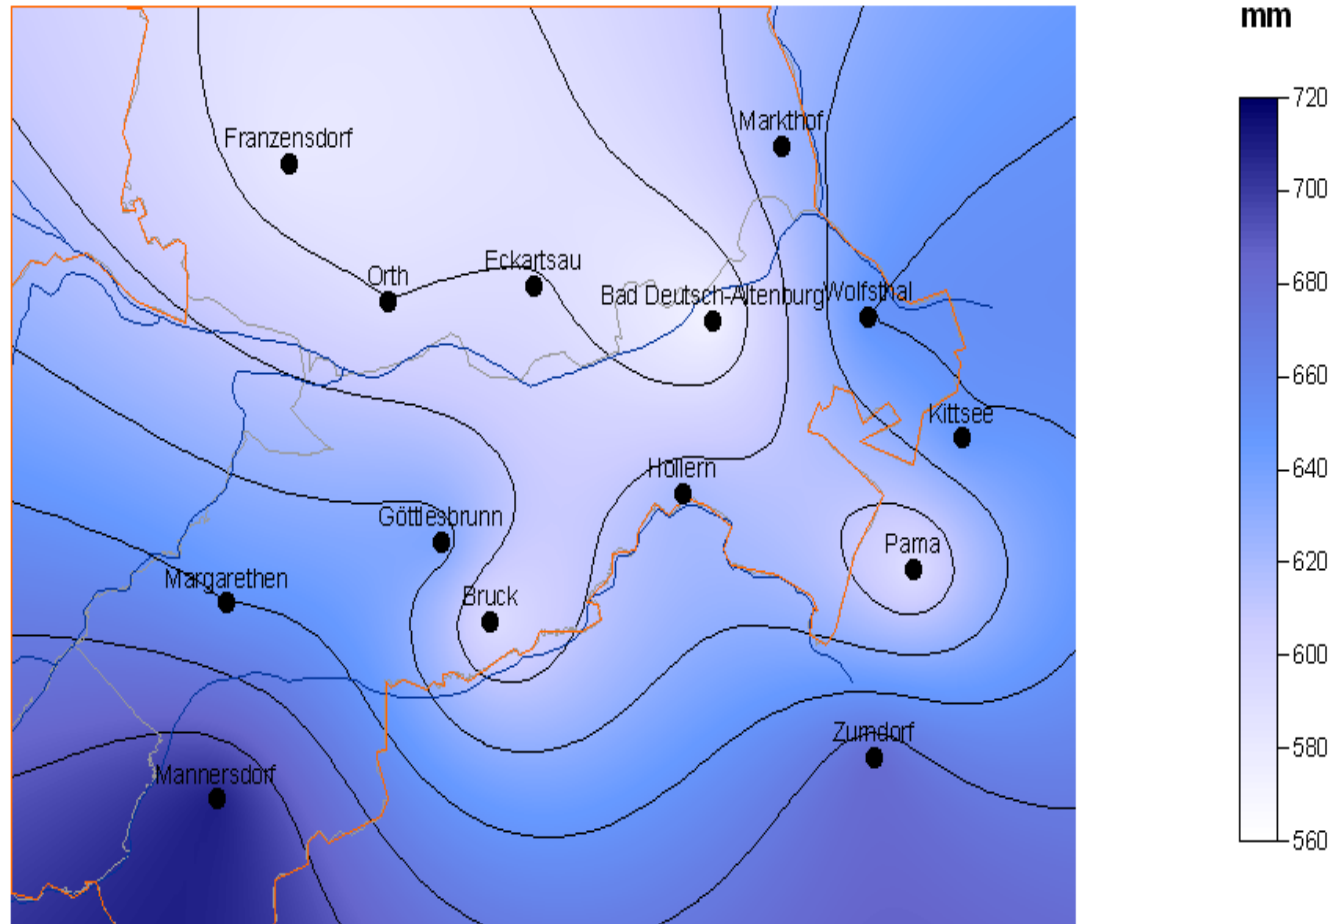 mm
720
Markthof
Franzensdorf
700
680
Eckartsau
Orth
Bad Deutsch-Altenburg
Wolfsthal
660
Kittsee
640
Hollern
Göttlesbrunn
Pama
620
Margarethen
Bruck
600
Zurndorf
580
Mannersdorf
560